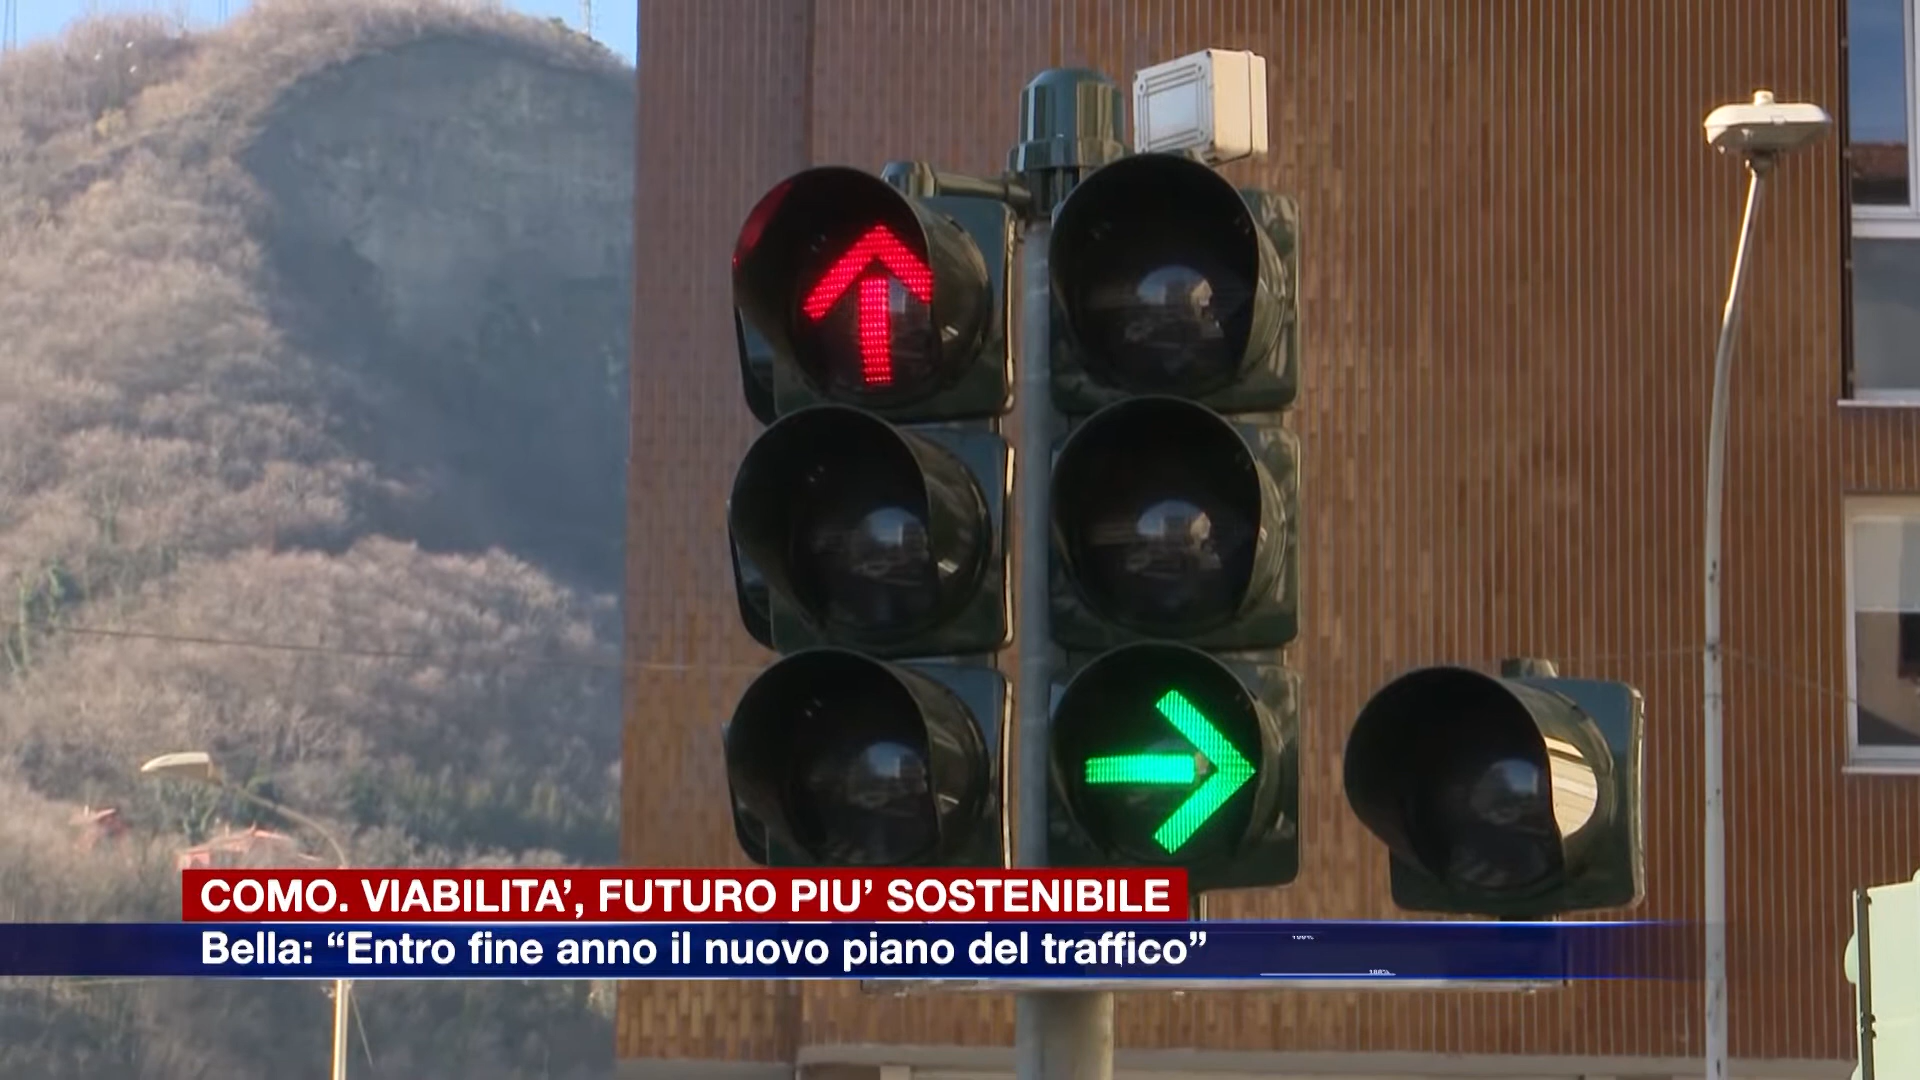 COMO. VIABILITA’, FUTURO PIU’ SOSTENIBILE
Bella: “Entro fine anno il nuovo piano del traffico”